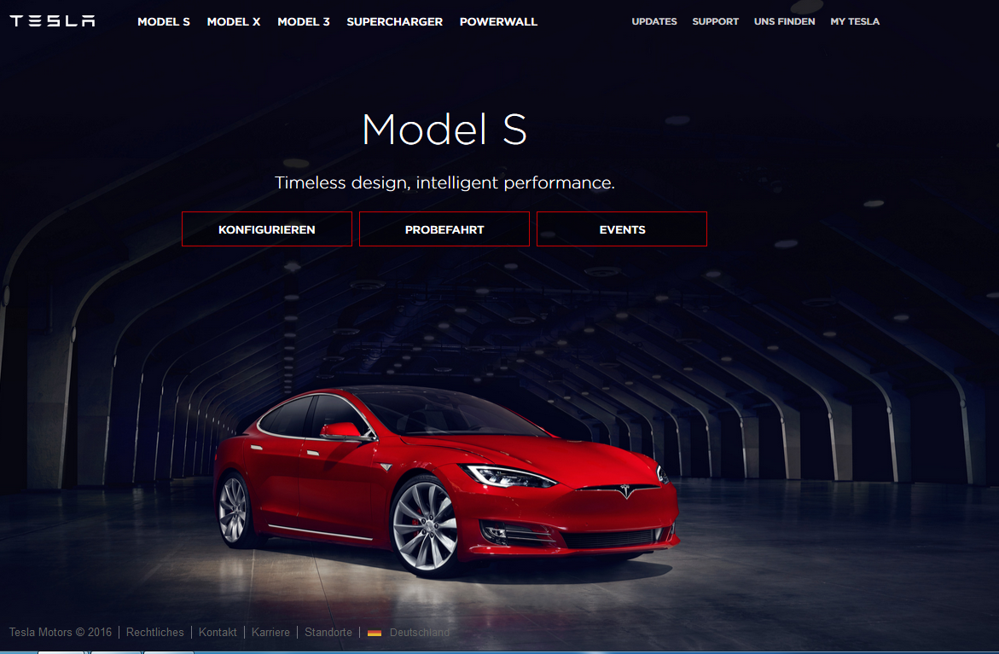 TESLA MODEL S MODEL X MODEL 3 SUPERCHARGER POWERWALL UPDATES SUPPORT UNS FINDEN MY TESLA
Model S
Timeless design, intelligent performance.
KONFIGURIEREN PROBEFAHRT EVENTS
Tesla Motors © 2016 | Rechtliches | Kontakt | Karriere | Standorte | Deutschland